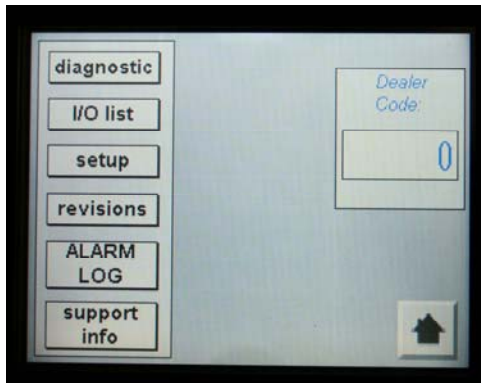 diagnostic
I/O list
setup
revisions
ALARM
LOG
support
info
Dealer
Code:
0